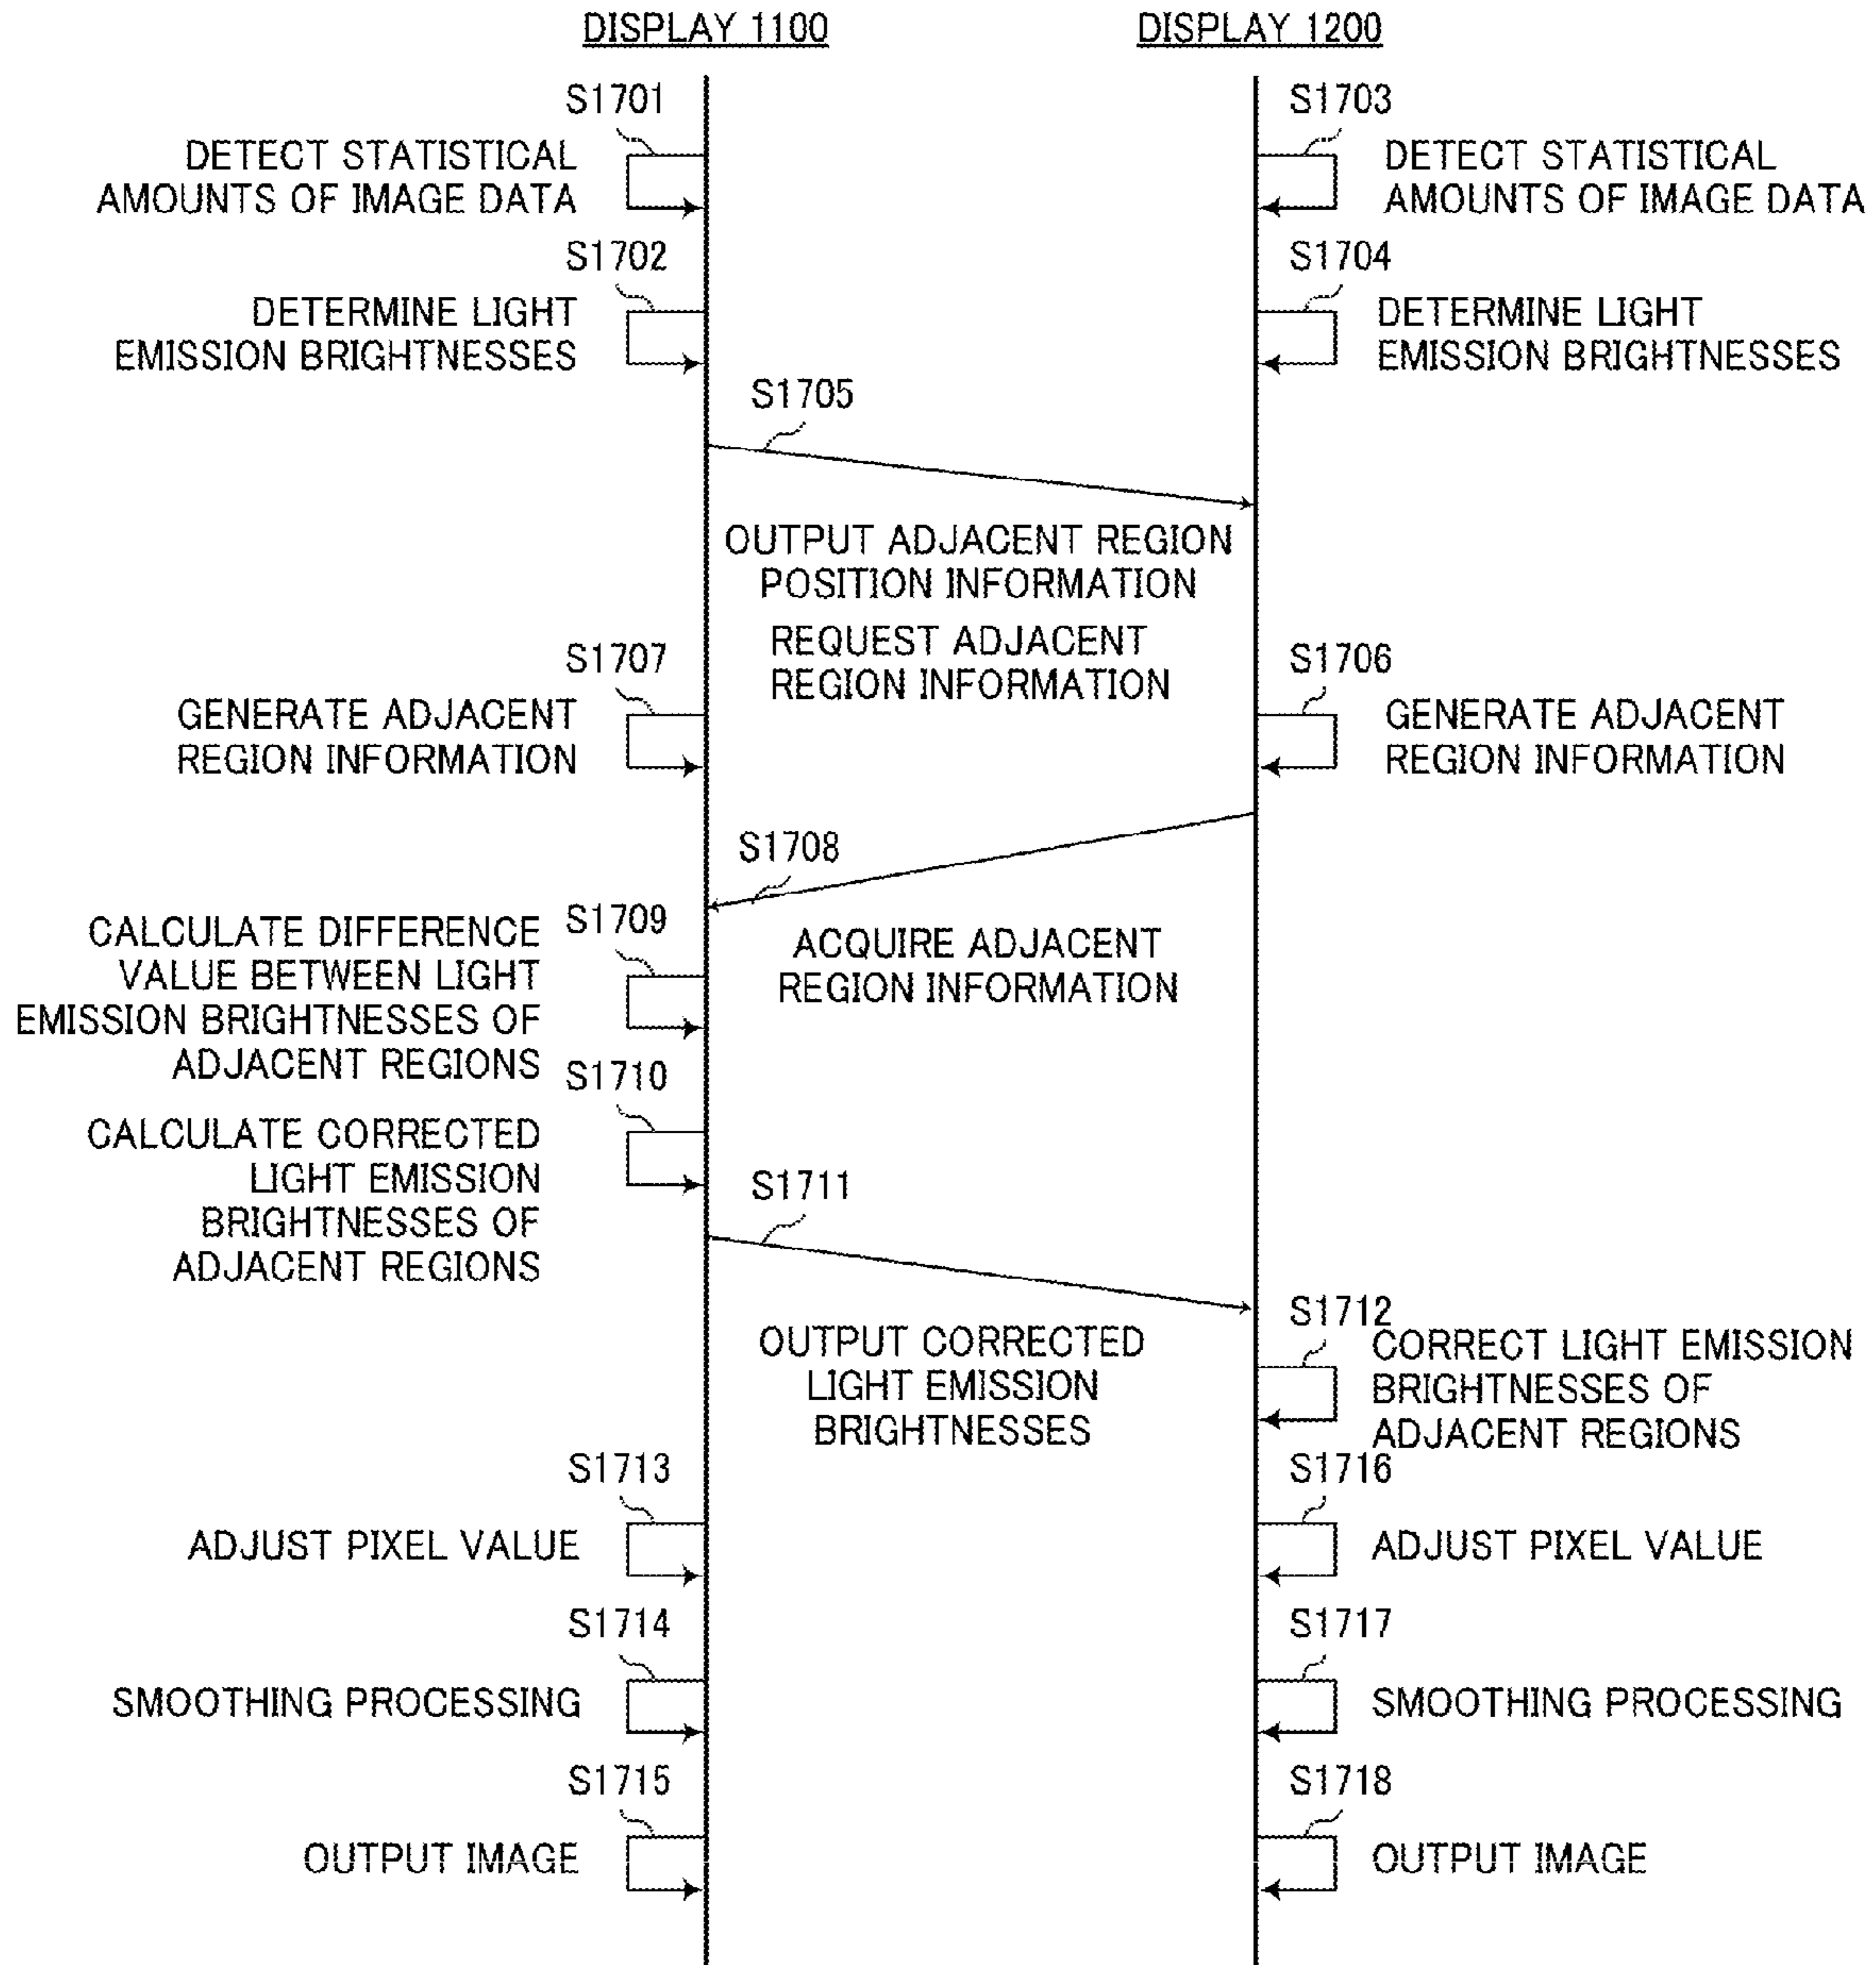 DISPLAY 1100
DISPLAY 1200
S1701
DETECT STATISTICAL
AMOUNTS OF IMAGE DATA
S1703
DETECT STATISTICAL
AMOUNTS OF IMAGE DATA
S1702
DETERMINE LIGHT
EMISSION BRIGHTNESSES
S1704
DETERMINE LIGHT
EMISSION BRIGHTNESSES
S1705
OUTPUT ADJACENT REGION
POSITION INFORMATION
REQUEST ADJACENT
REGION INFORMATION
S1707
GENERATE ADJACENT
REGION INFORMATION
S1706
GENERATE ADJACENT
REGION INFORMATION
S1708
ACQUIRE ADJACENT
REGION INFORMATION
S1709
CALCULATE DIFFERENCE
VALUE BETWEEN LIGHT
EMISSION BRIGHTNESSES OF
ADJACENT REGIONS
S1710
CALCULATE CORRECTED
LIGHT EMISSION
BRIGHTNESSES OF
ADJACENT REGIONS
S1711
OUTPUT CORRECTED
LIGHT EMISSION
BRIGHTNESSES
S1712
CORRECT LIGHT EMISSION
BRIGHTNESSES OF
ADJACENT REGIONS
S1713
ADJUST PIXEL VALUE
S1716
ADJUST PIXEL VALUE
S1714
SMOOTHING PROCESSING
S1717
SMOOTHING PROCESSING
S1715
OUTPUT IMAGE
S1718
OUTPUT IMAGE